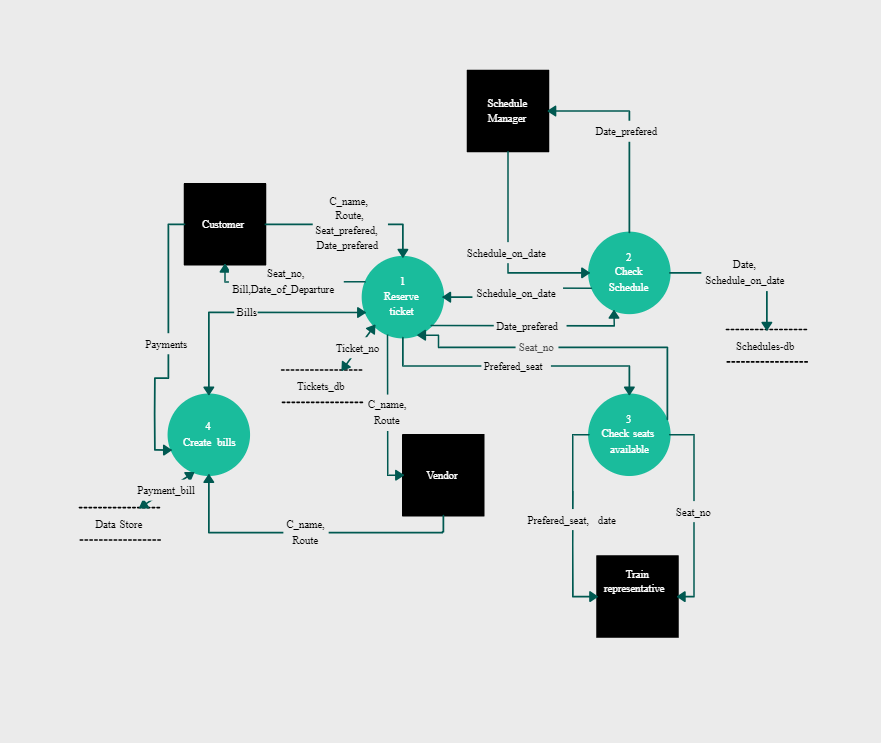 Schedule
Manager
Date_prefered
Customer
C_name,
Route,
Seat_prefered,
Date_prefered
Schedule_on_date
2
Check
Schedule
Date,
Schedule_on_date
Seat_no,
Bill,Date_of_Departure
1
Reserve
ticket
Schedule_on_date
Bills
Date_prefered
Schedules-db
Payments
Ticket_no
Seat_no
Prefered_seat
Tickets_db
C_name,
Route
4
Create bills
3
Check seats
available
Vendor
Payment_bill
Data Store
C_name,
Route
Prefered_seat, date
Seat_no
Train
representative